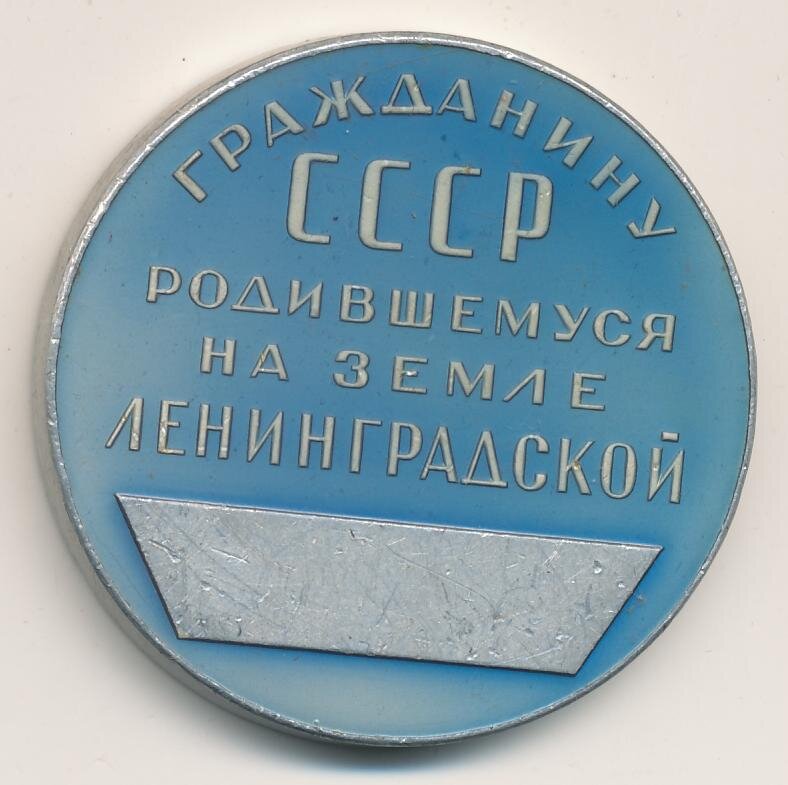 ГРАЖДАНИНУ
СССР
РОДИВШЕМУСЯ
НА ЗЕМЛЕ
ЛЕНИНГРАДСКОЙ